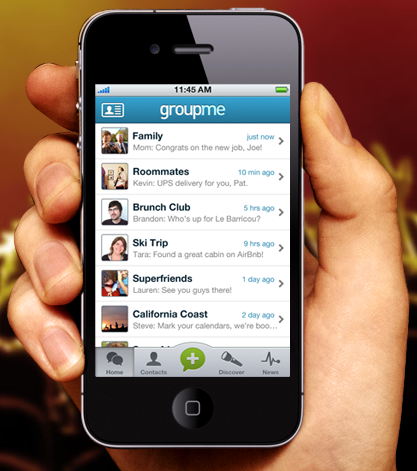 11:45 AM
groupme
Family just now
Mom: Congrats on the new job, Joe!
Roommates 10 min ago
Kevin: UPS delivery for you, Pat.
Brunch Club 5 hrs ago
Brandon: Who's up for Le Barricou?
Ski Trip 9 hrs ago
Tara: Found a great cabin on AirBnb!
Superfriends 1 day ago
Lauren: See you guys there!
California Coast 2 day ago
Steve: Mark your calendars, we're boo...
Home Contacts Discover News